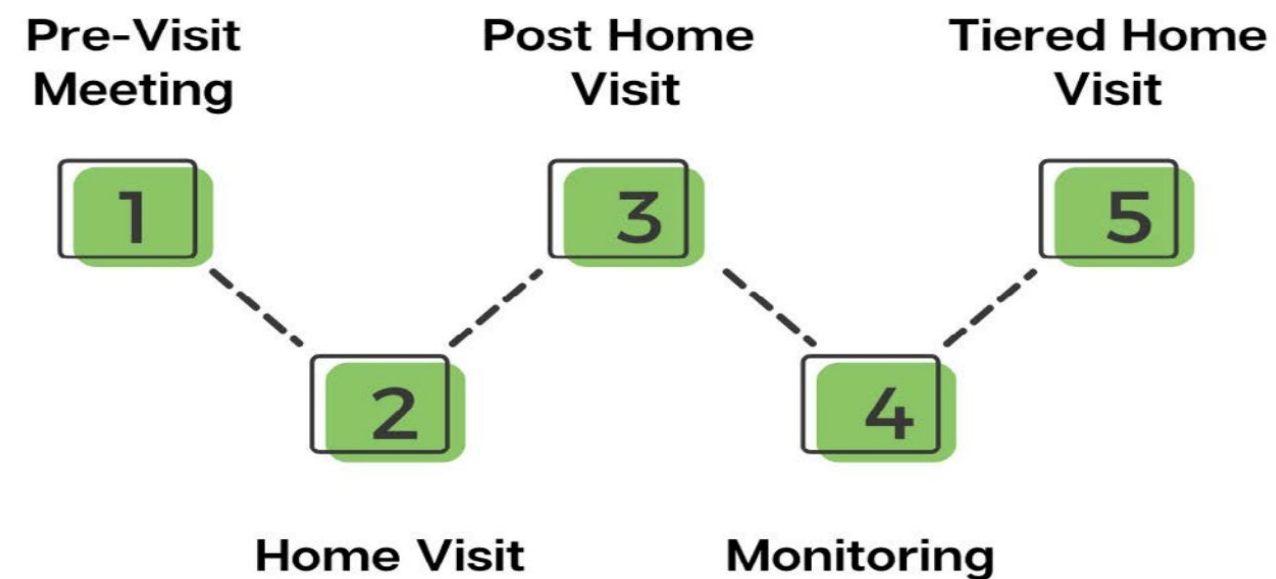 Pre-Visit
Meeting
Post Home
Visit
Tiered Home
Visit
1
3
5
2
4
Home Visit
Monitoring